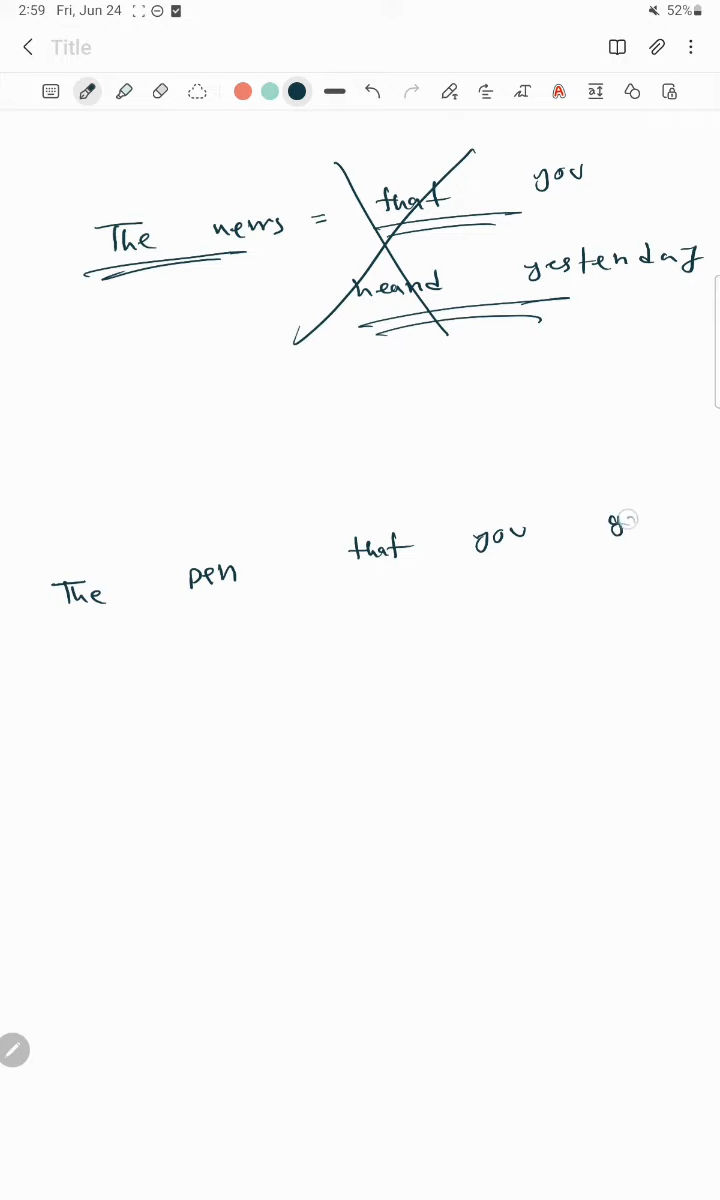 2:59 Fri, Jun 24 52%
Title
The news = that you
heard yesterday
The pen that you